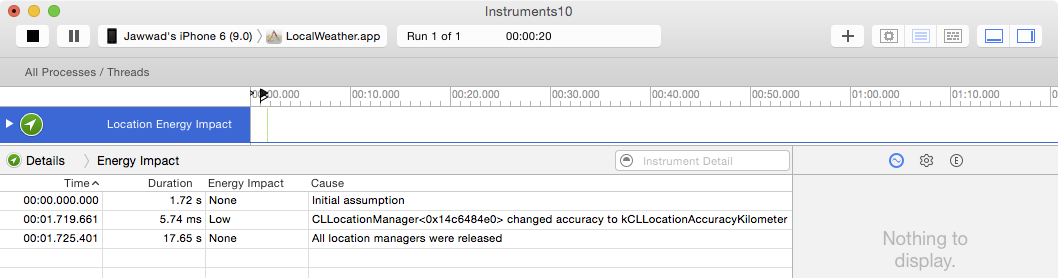 Instruments10
Jawwad's iPhone 6 (9.0) LocalWeather.app Run 1 of 1 00:00:20
All Processes / Threads
00:00.000 00:10.000 00:20.000 00:30.000 00:40.000 00:50.000 01:00.000 01:10.000
Location Energy Impact
Details Energy Impact Instrument Detail E
Time Duration Energy Impact Cause
00:00.000.000 1.72 s None Initial assumption
00:01.719.661 5.74 ms Low CLLocationManager<0x14c6484e0> changed accuracy to kCLLocationAccuracyKilometer
00:01.725.401 17.65 s None All location managers were released
Nothing to
display.